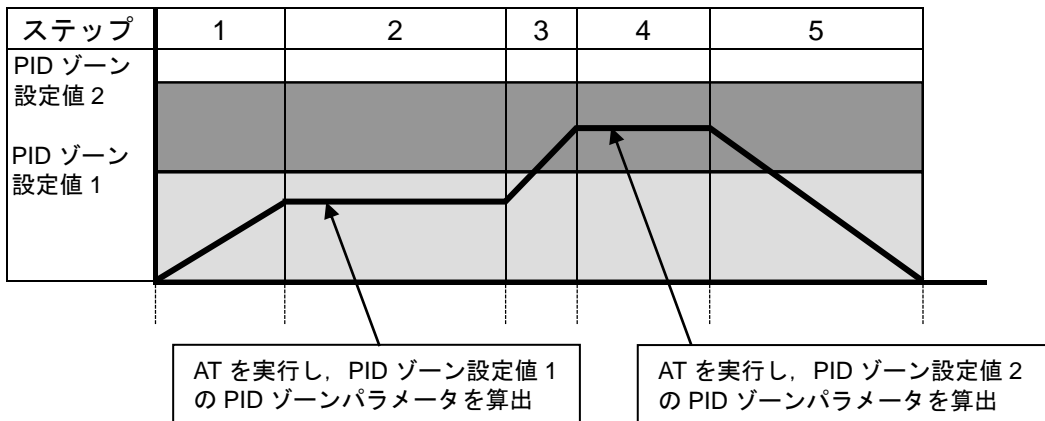 ステップ 1 2 3 4 5
PID ゾーン
設定値 2
PID ゾーン
設定値 1
AT を実行し，PID ゾーン設定値 1
の PID ゾーンパラメータを算出
AT を実行し，PID ゾーン設定値 2
の PID ゾーンパラメータを算出